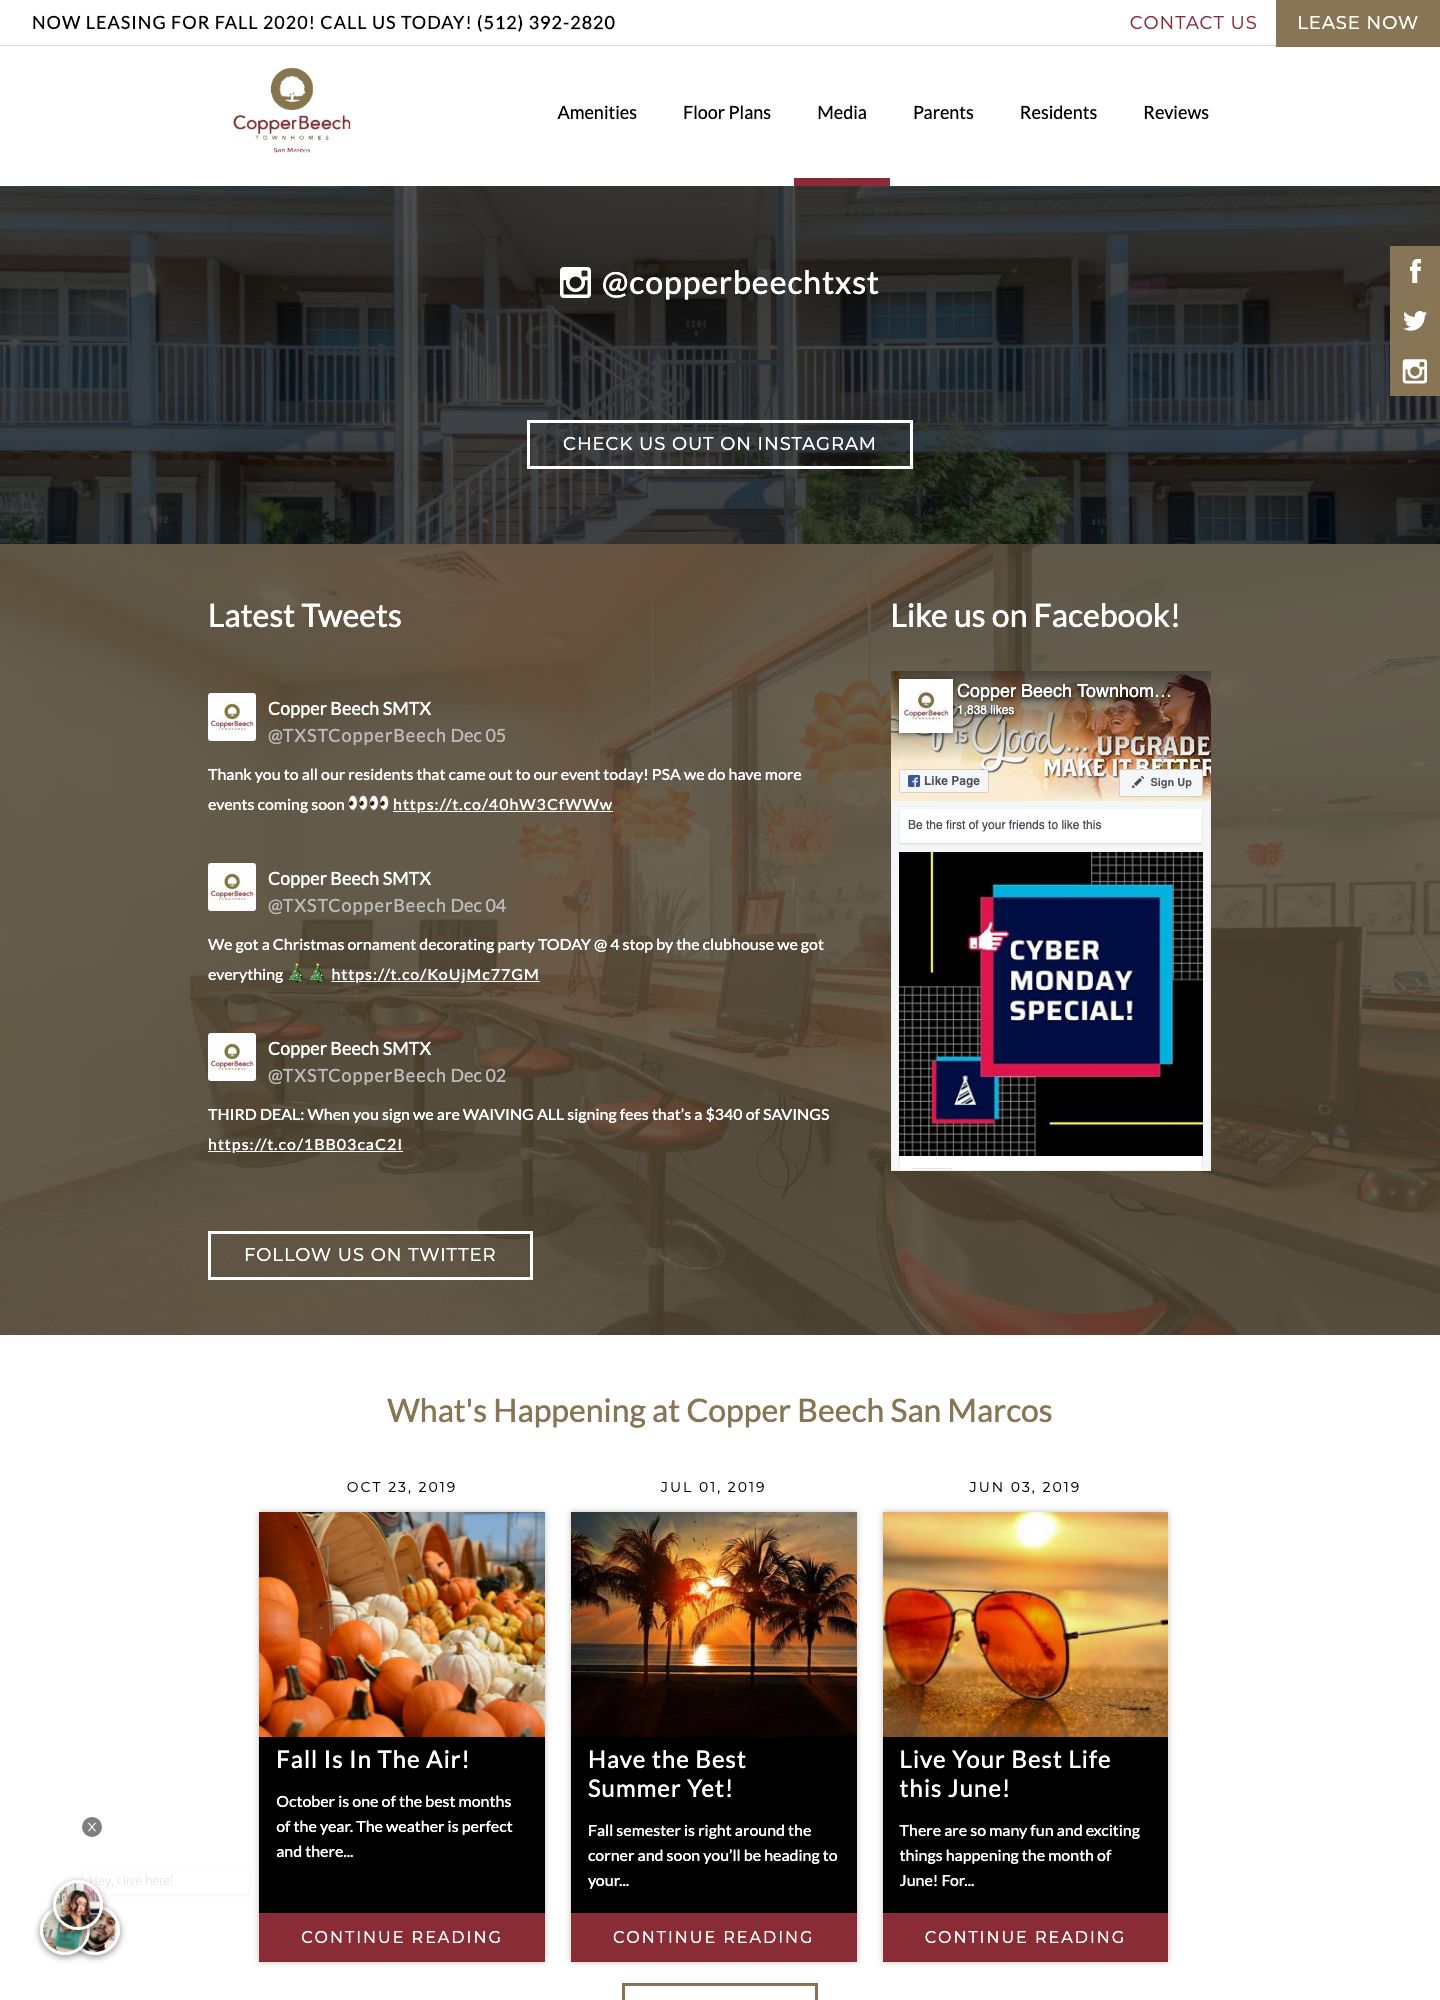 NOW LEASING FOR FALL 2020! CALL US TODAY! (512) 392-2820
CONTACT US
LEASE NOW
CopperBeech
TOWNHOMES
San Marcos
Amenities
Floor Plans
Media
Parents
Residents
Reviews
@copperbeechtxst
CHECK US OUT ON INSTAGRAM
Latest Tweets
Copper Beech SMTX
@TXSTCopperBeech Dec 05
Thank you to all our residents that came out to our event today! PSA we do have more
events coming soon 👀👀 https://t.co/40hW3CfWWw
Copper Beech SMTX
@TXSTCopperBeech Dec 04
We got a Christmas ornament decorating party TODAY @ 4 stop by the clubhouse we got
everything 🎄🎄 https://t.co/KoUjMc77GM
Copper Beech SMTX
@TXSTCopperBeech Dec 02
THIRD DEAL: When you sign we are WAIVING ALL signing fees that’s a $340 of SAVINGS
https://t.co/1BB03caC2I
FOLLOW US ON TWITTER
Like us on Facebook!
CopperBeech
Copper Beech Townhom…
1,838 likes
IS Good... UPGRADE
MAKE IT BETTER
Like Page
Sign Up
Be the first of your friends to like this
CYBER
MONDAY
SPECIAL!
What's Happening at Copper Beech San Marcos
OCT 23, 2019
Fall Is In The Air!
October is one of the best months
of the year. The weather is perfect
and there...
CONTINUE READING
JUL 01, 2019
Have the Best
Summer Yet!
Fall semester is right around the
corner and soon you’ll be heading to
your...
CONTINUE READING
JUN 03, 2019
Live Your Best Life
this June!
There are so many fun and exciting
things happening the month of
June! For...
CONTINUE READING
X
Hey, I live here!